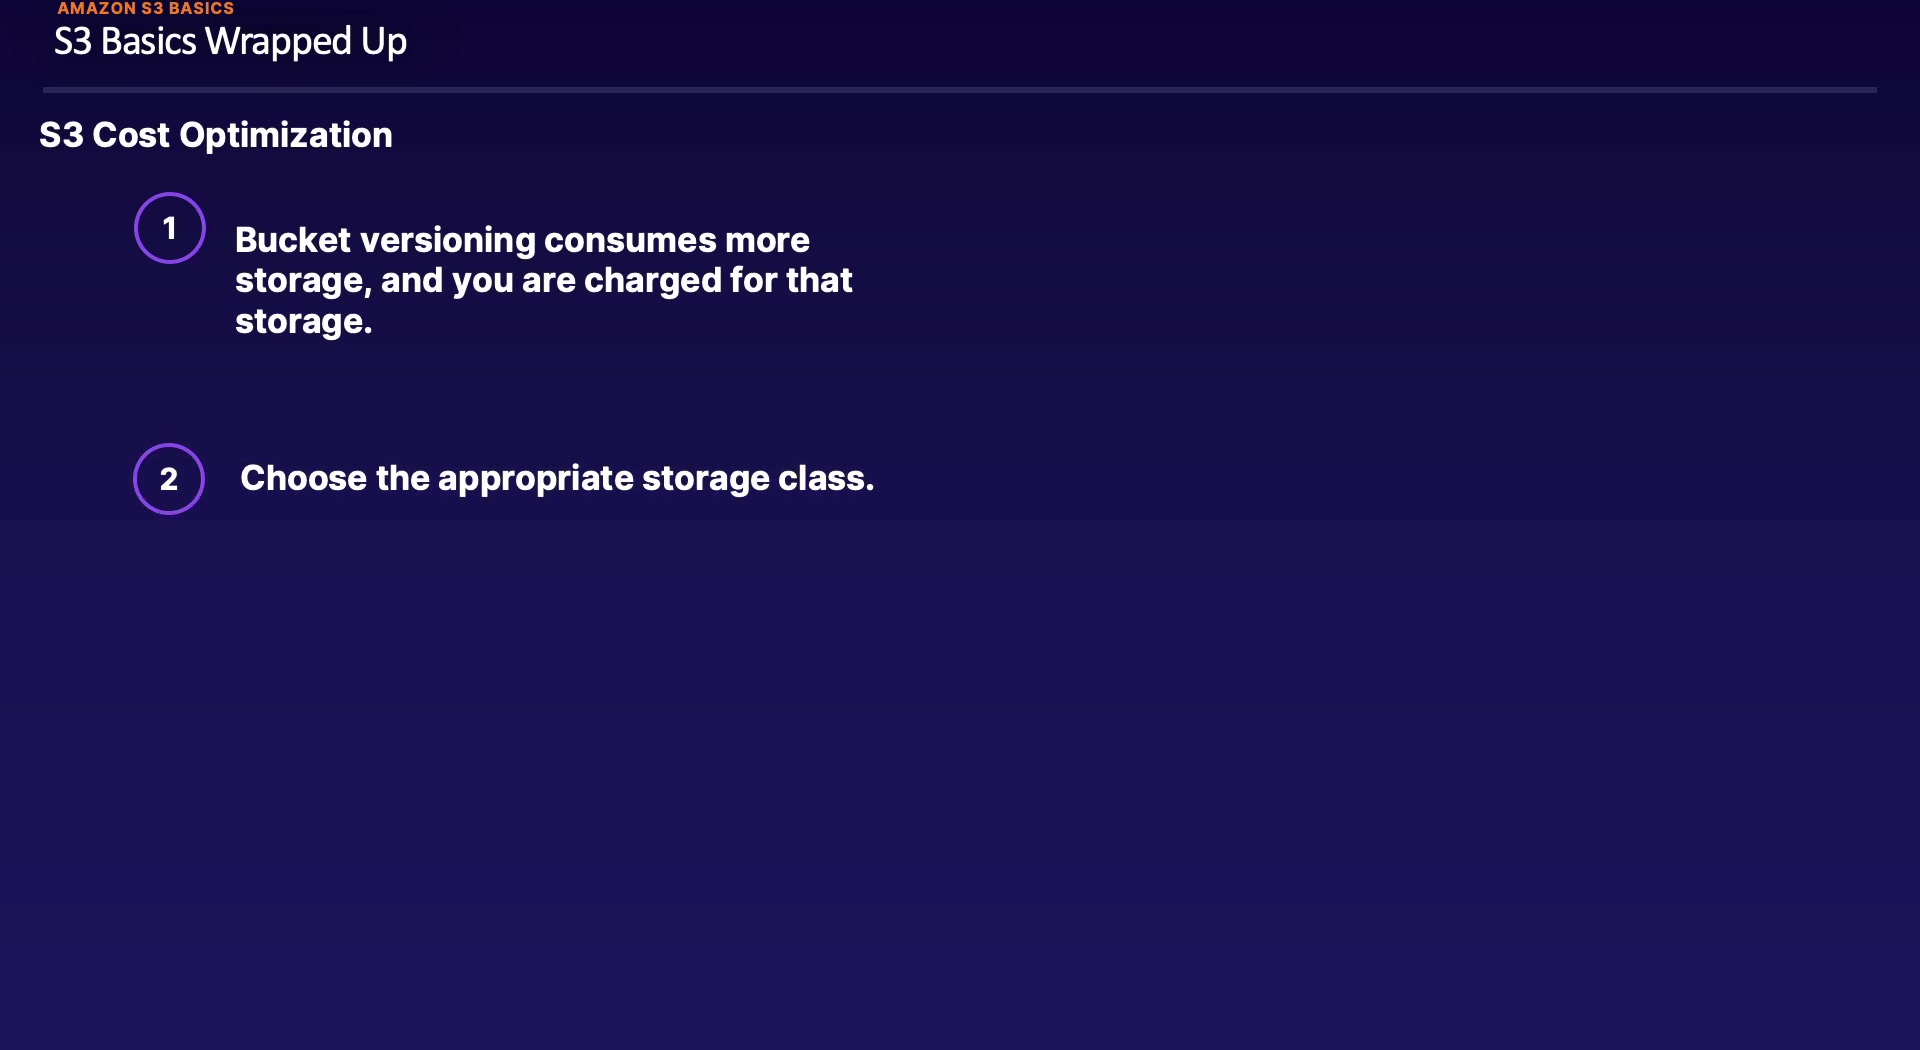 AMAZON S3 BASICS
S3 Basics Wrapped Up
S3 Cost Optimization
1
Bucket versioning consumes more
storage, and you are charged for that
storage.
2
Choose the appropriate storage class.